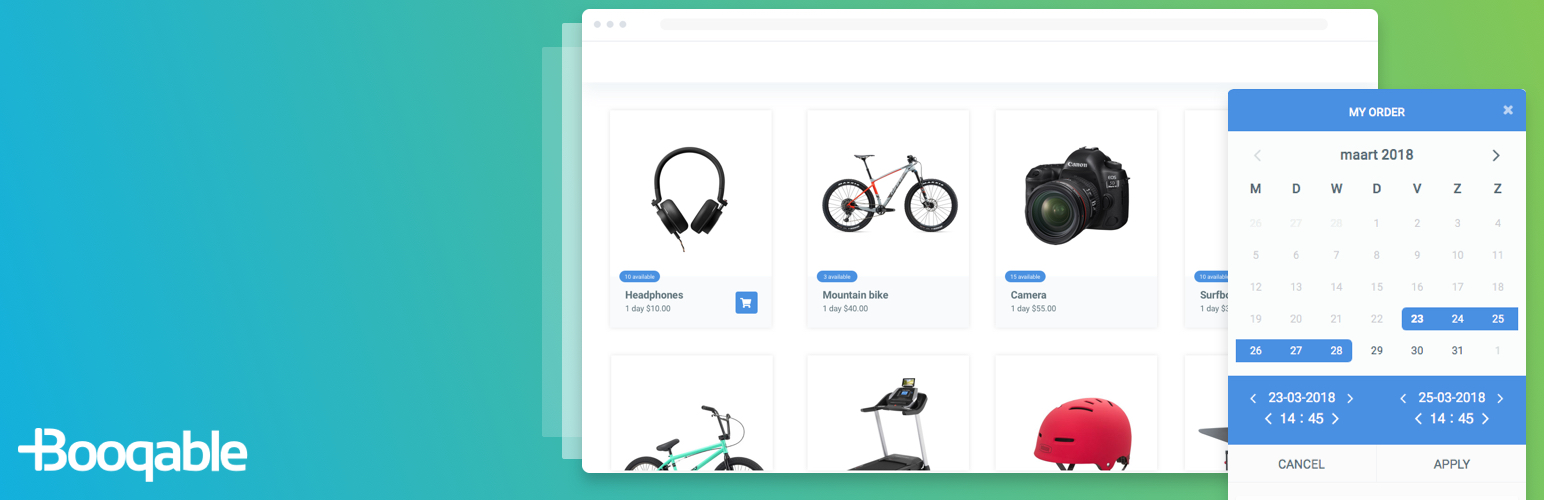 Booqable
10 available
Headphones
1 day $10.00
3 available
Mountain bike
1 day $40.00
Canon
15 available
Camera
1 day $55.00
10 availab
Surfbo
1 day $3
MY ORDER
maart 2018
M D W D V Z Z
26 27 28 1 2 3 4
5 6 7 8 9 10 11
12 13 14 15 16 17 18
19 20 21 22 23 24 25
26 27 28 29 30 31 1
23-03-2018 25-03-2018
14 : 45 14 : 45
CANCEL APPLY